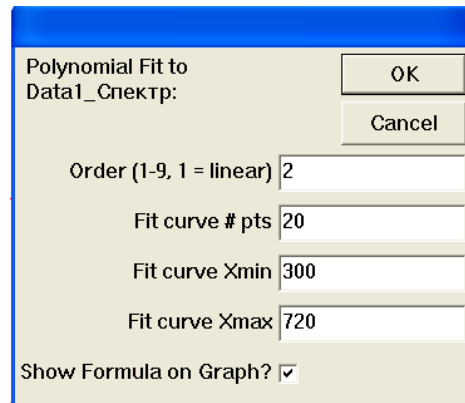 Polynomial Fit to
Data1_Спектр:
OK
Cancel
Order (1-9, 1 = linear) 2
Fit curve # pts 20
Fit curve Xmin 300
Fit curve Xmax 720
Show Formula on Graph?